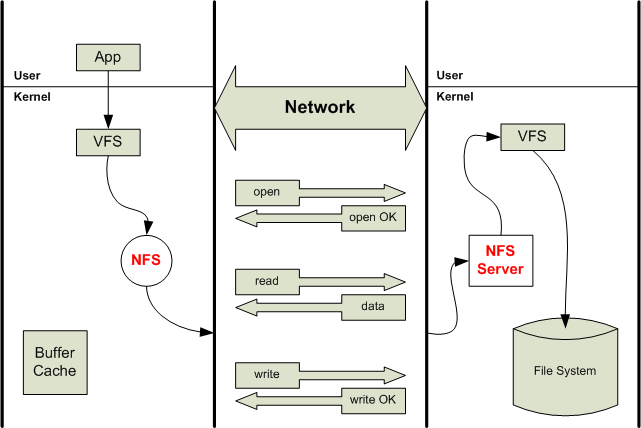 App
User
Kernel
VFS
NFS
Buffer
Cache
Network
open
open OK
read
data
write
write OK
User
Kernel
VFS
NFS
Server
File System